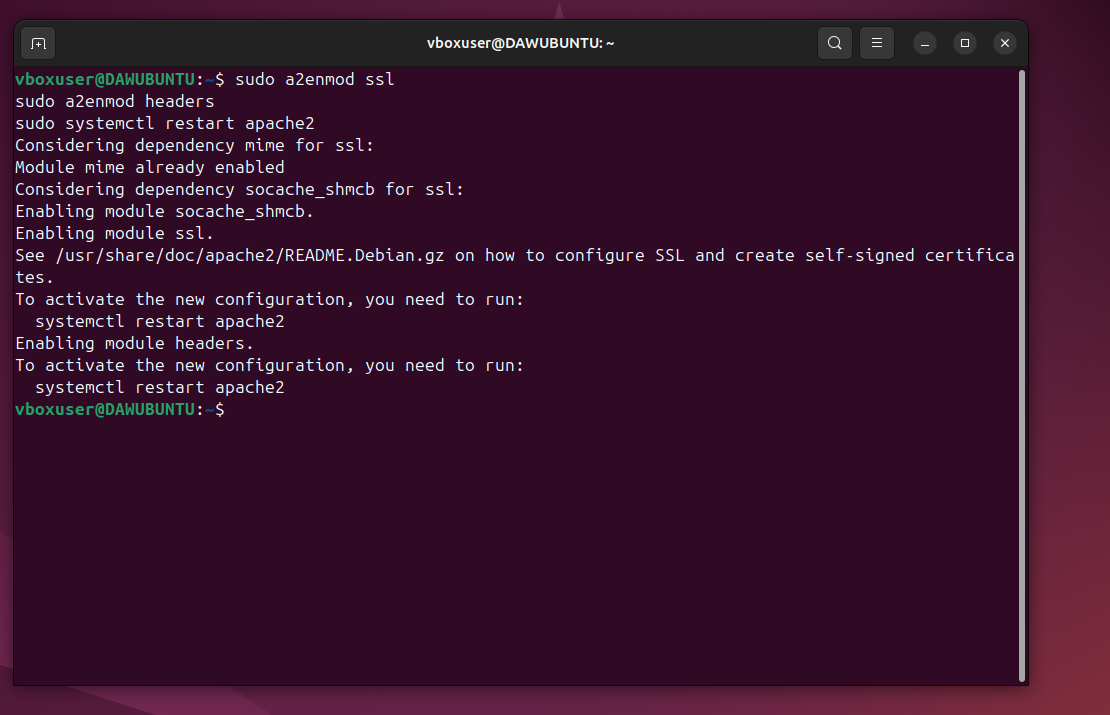 vboxuser@DAWUBUNTU: ~
vboxuser@DAWUBUNTU:~$ sudo a2enmod ssl
sudo a2enmod headers
sudo systemctl restart apache2
Considering dependency mime for ssl:
Module mime already enabled
Considering dependency socache_shmcb for ssl:
Enabling module socache_shmcb.
Enabling module ssl.
See /usr/share/doc/apache2/README.Debian.gz on how to configure SSL and create self-signed certifica
tes.
To activate the new configuration, you need to run:
  systemctl restart apache2
Enabling module headers.
To activate the new configuration, you need to run:
  systemctl restart apache2
vboxuser@DAWUBUNTU:~$